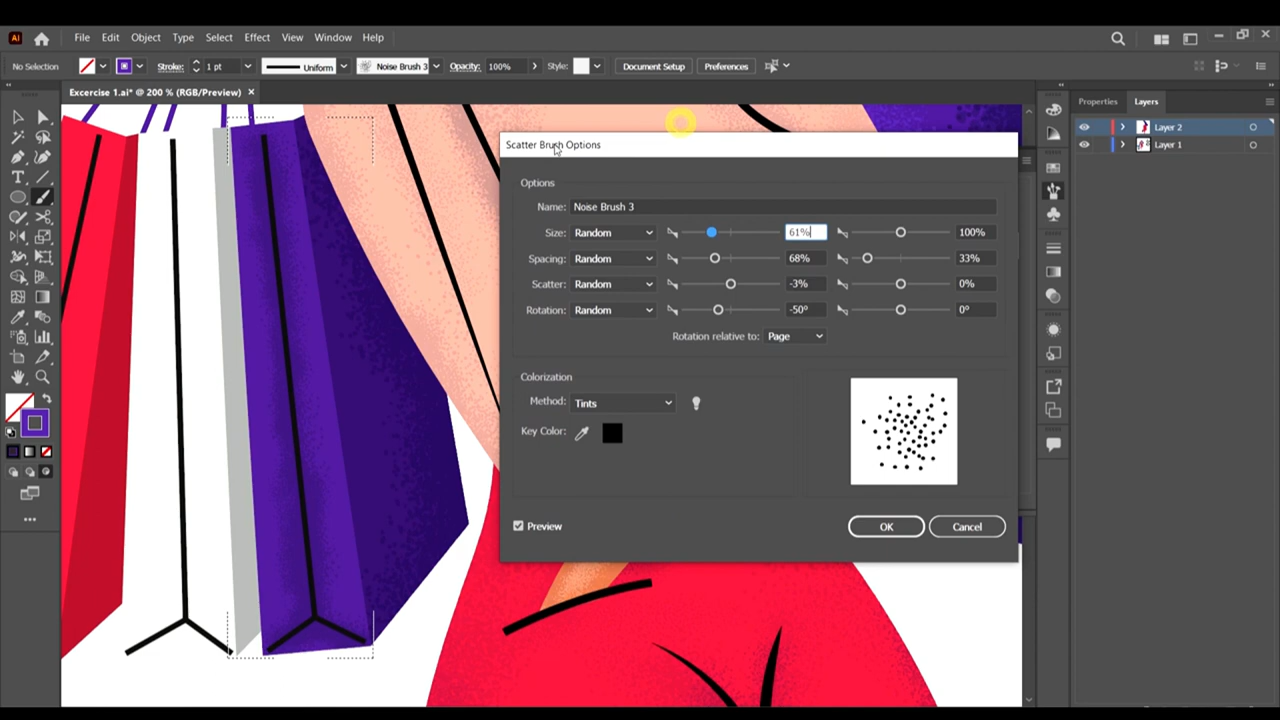 Ai File Edit Object Type Select Effect View Window Help
No Selection Stroke: 1 pt Uniform Noise Brush 3 Opacity: 100% Style: Document Setup Preferences
Excercise 1.ai* @ 200 % (RGB/Preview) ×
Properties Layers
Layer 2
Layer 1
Scatter Brush Options
Options
Name: Noise Brush 3
Size: Random 61% 100%
Spacing: Random 68% 33%
Scatter: Random -3% 0%
Rotation: Random -50° 0°
Rotation relative to: Page
Colorization
Method: Tints
Key Color:
Preview
OK Cancel